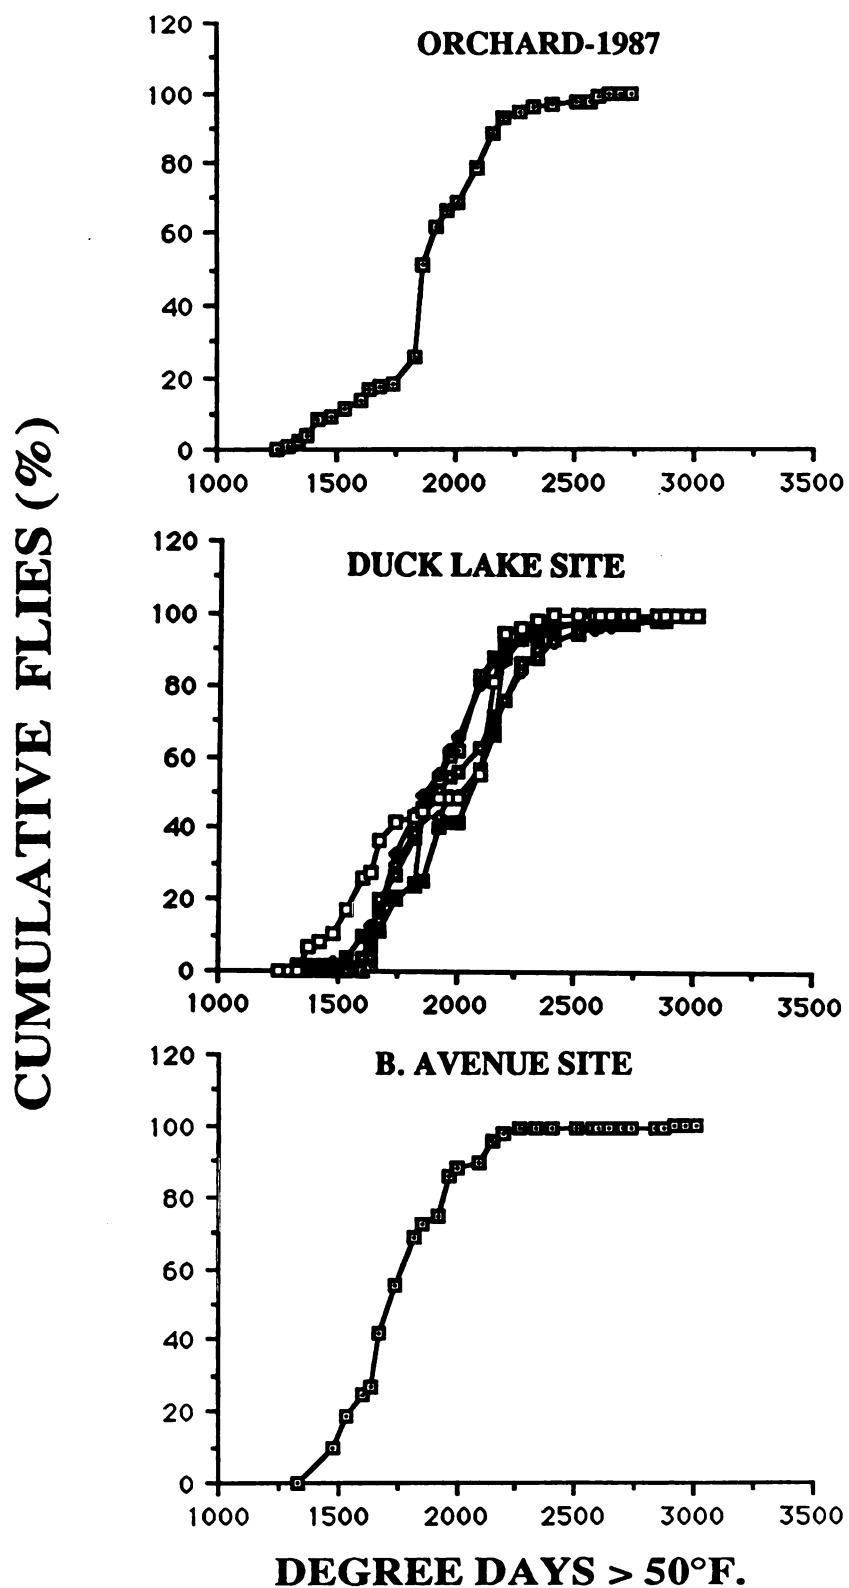 CUMULATIVE FLIES (%)
ORCHARD-1987
120
100
80
60
40
20
0
1000 1500 2000 2500 3000 3500
DUCK LAKE SITE
120
100
80
60
40
20
0
1000 1500 2000 2500 3000 3500
B. AVENUE SITE
120
100
80
60
40
20
0
1000 1500 2000 2500 3000 3500
DEGREE DAYS > 50°F.